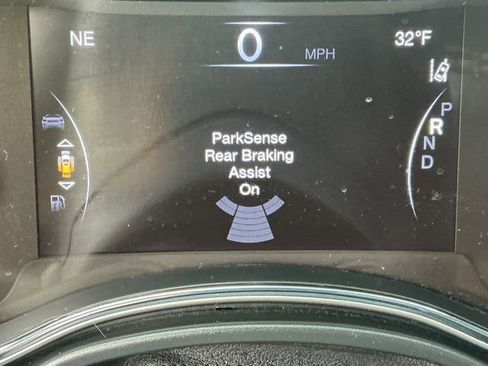 NE 0 MPH 32°F
P
R
N
D
ParkSense
Rear Braking
Assist
On